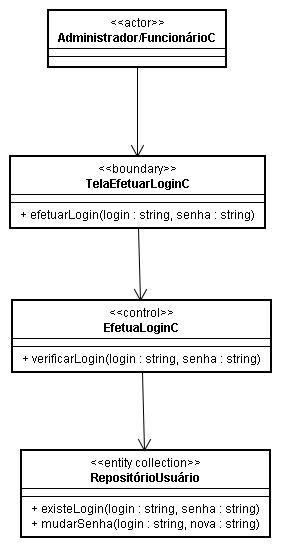 <<actor>>
Administrador/FuncionárioC
<<boundary>>
TelaEfetuarLoginC
+ efetuarLogin(login : string, senha : string)
<<control>>
EfetuaLoginC
+ verificarLogin(login : string, senha : string)
<<entity collection>>
RepositórioUsuário
+ existeLogin(login : string, senha : string)
+ mudarSenha(login : string, nova : string)